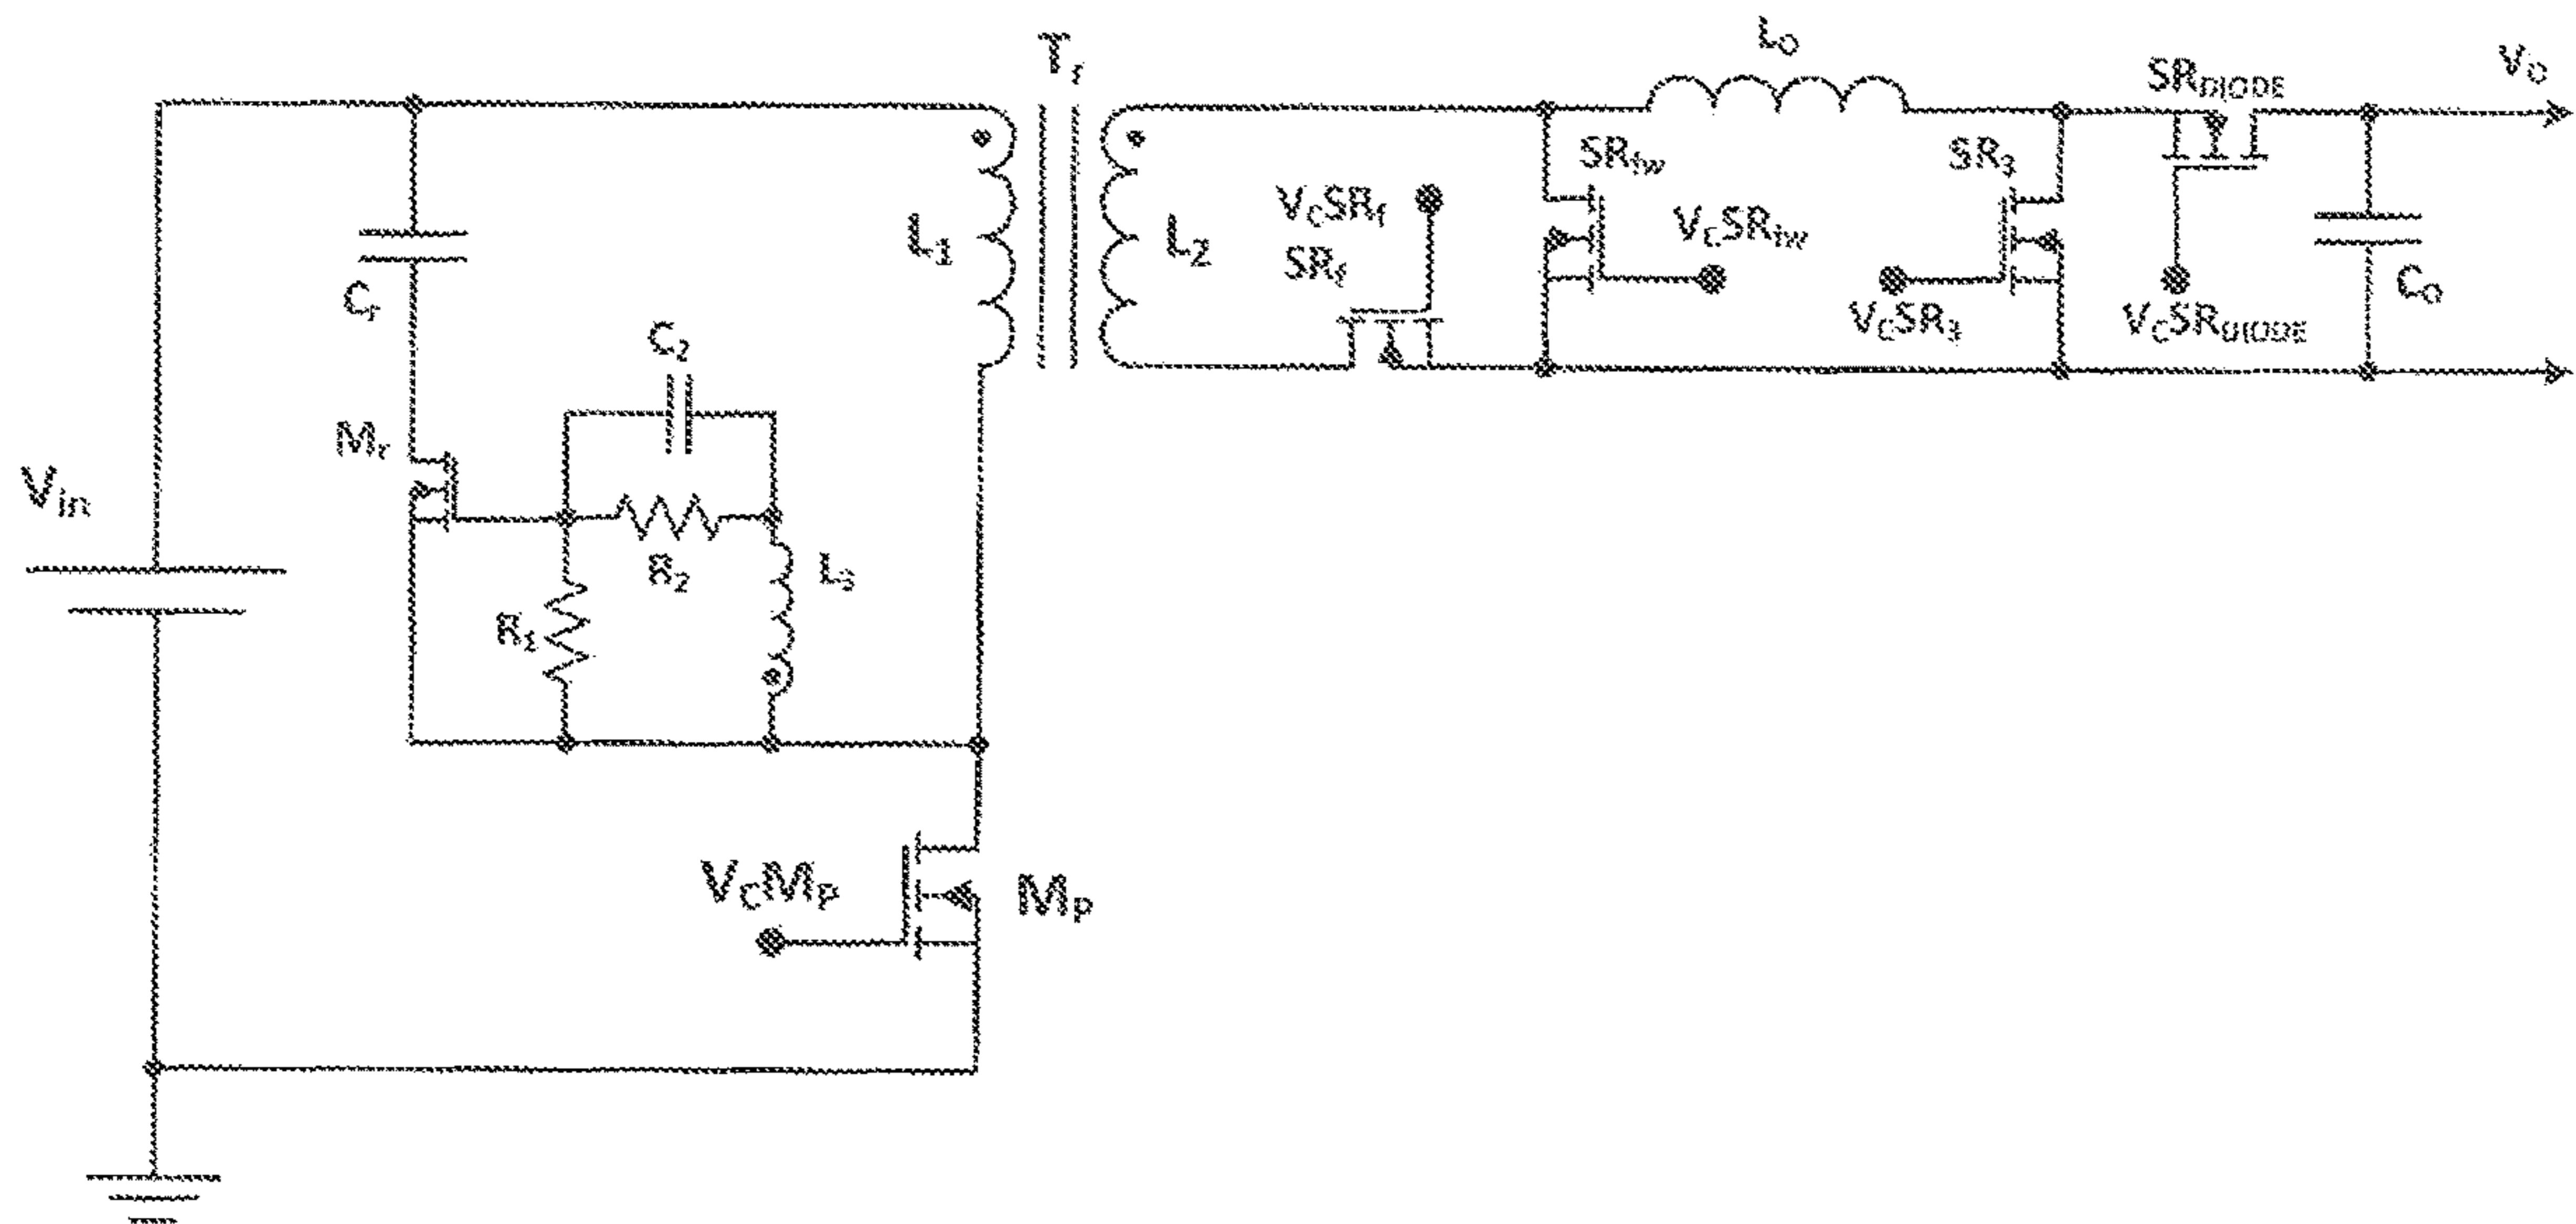 Tr
LO
SRDIODE
VO
SRfw
SR3
VCSRf
SRf
L1
L2
VCSRfw
VCSR3
VCSRDIODE
CO
Cr
C2
Mr
Vin
R2
L3
R1
VCMP
MP